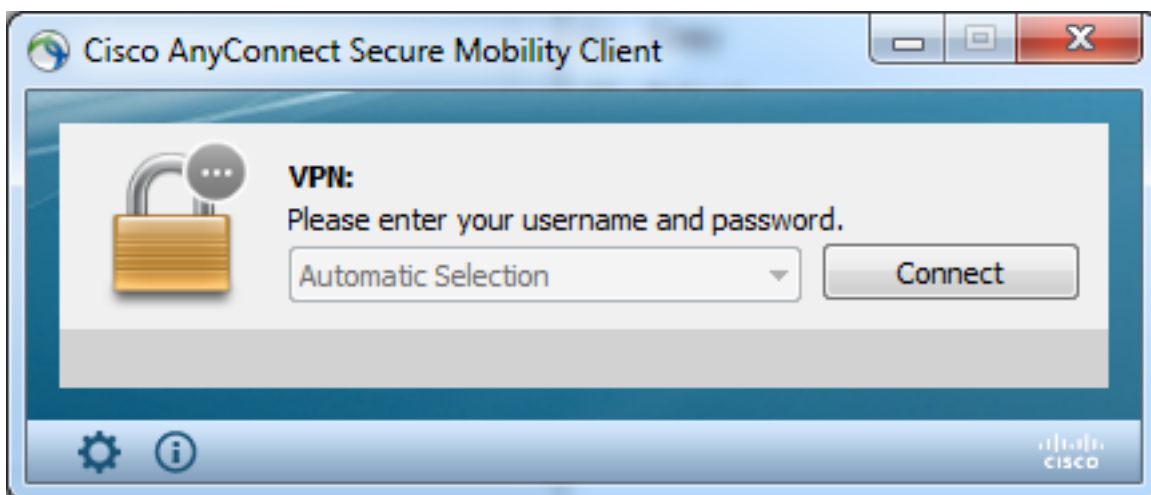 Cisco AnyConnect Secure Mobility Client
VPN:
Please enter your username and password.
Automatic Selection
Connect
CISCO